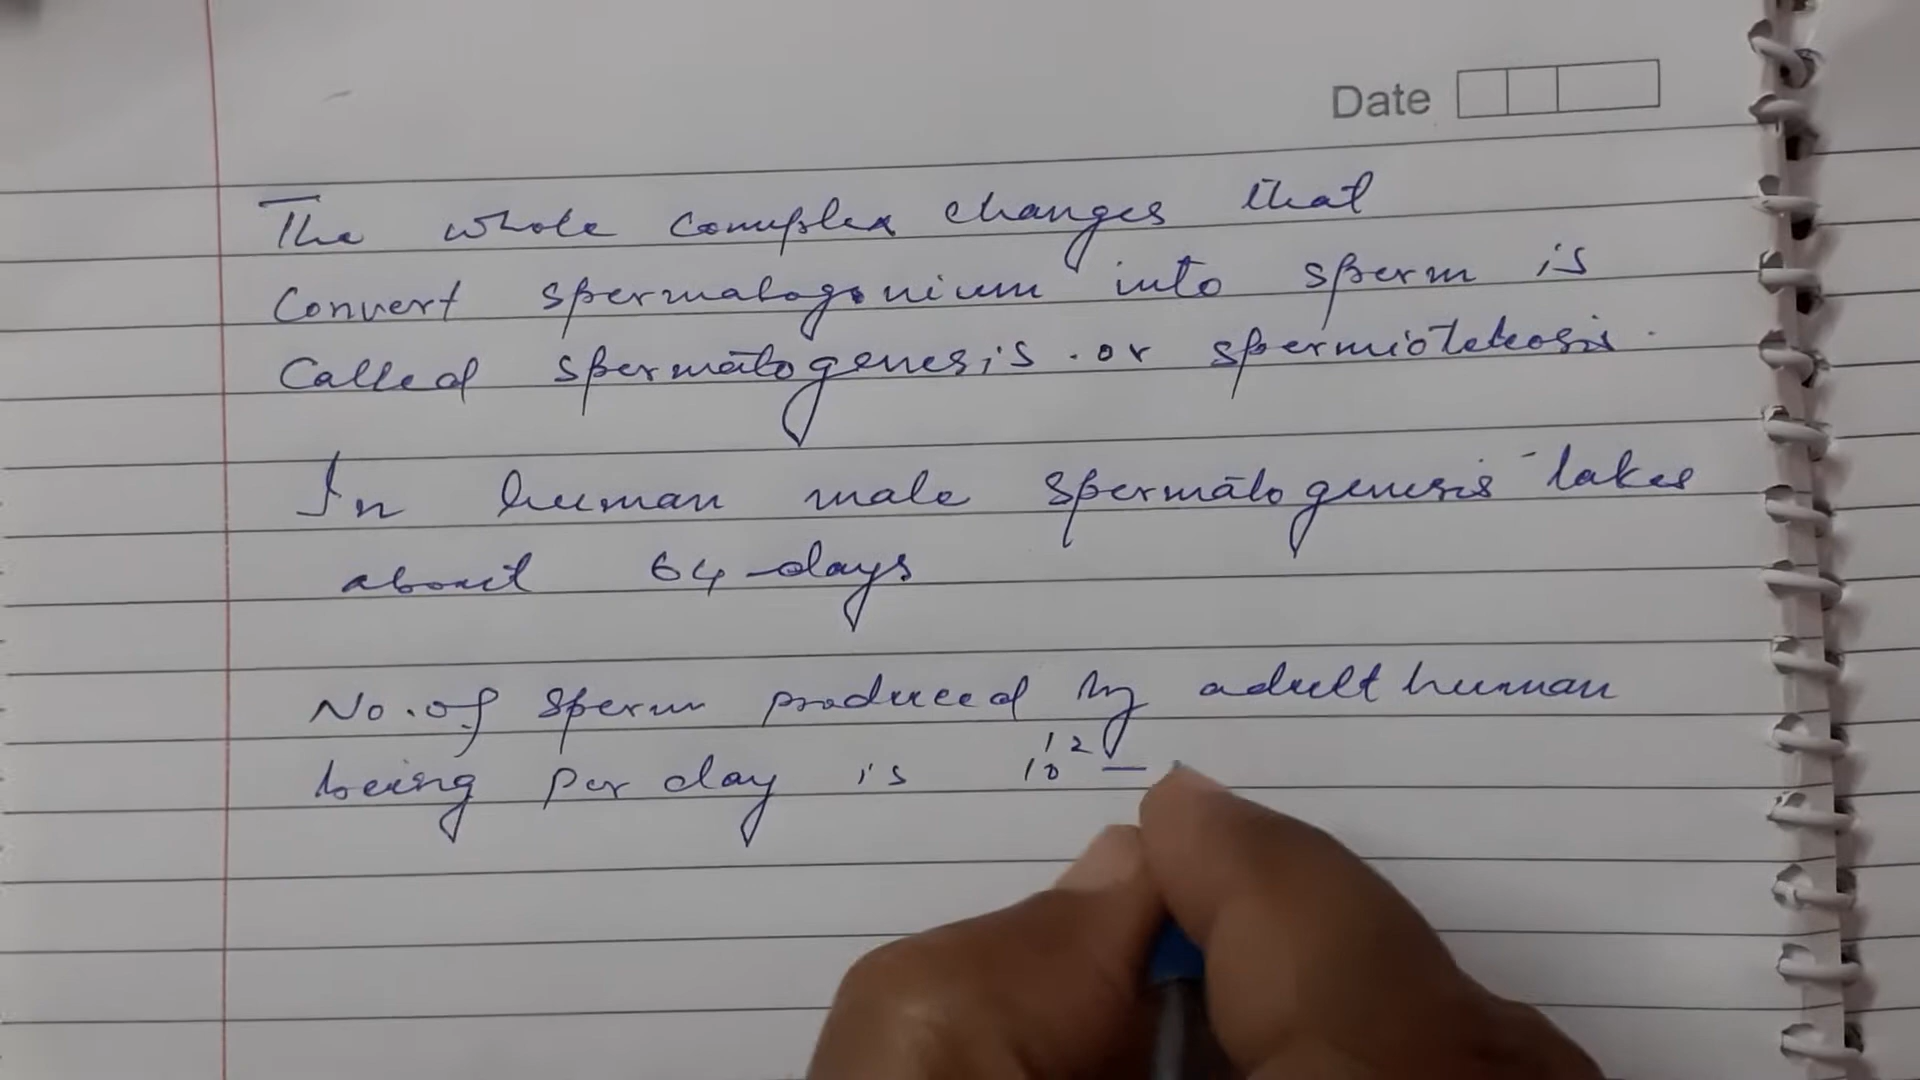 Date
The whole complex changes that
Convert spermatogonium into sperm is
Called spermatogenesis. or spermioteleosis.
In human male spermatogenesis takes
about 64 days
No. of sperm produced by adult human
being per day is 10¹² —